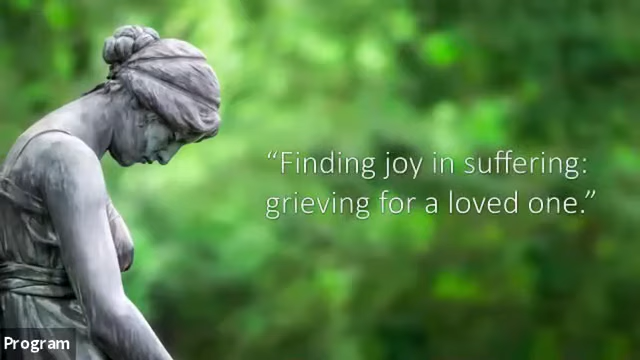 “Finding joy in suffering:
grieving for a loved one.”
Program